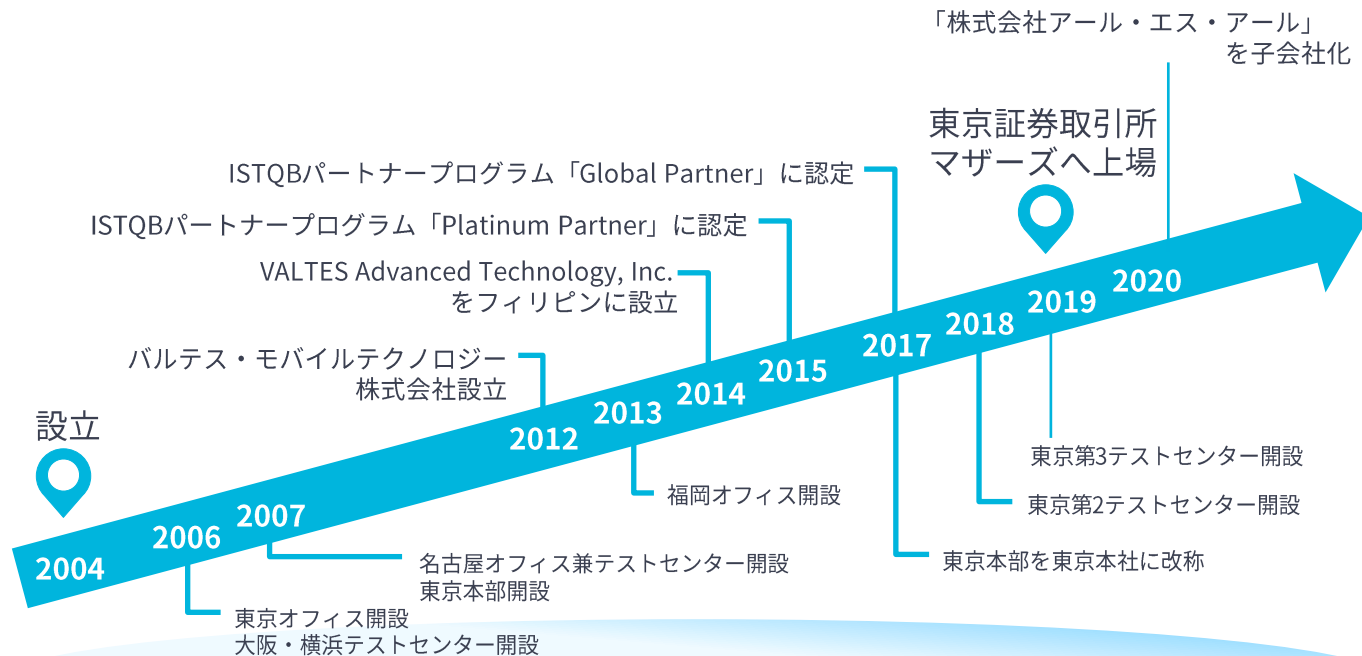 「株式会社アール・エス・アール」
を子会社化
東京証券取引所
マザーズへ上場
ISTQBパートナープログラム「Global Partner」に認定
ISTQBパートナープログラム「Platinum Partner」に認定
VALTES Advanced Technology, Inc.
をフィリピンに設立
バルテス・モバイルテクノロジー
株式会社設立
設立
2004
2006
2007
2012
2013
2014
2015
2017
2018
2019
2020
東京第3テストセンター開設
東京第2テストセンター開設
福岡オフィス開設
東京本部を東京本社に改称
名古屋オフィス兼テストセンター開設
東京本部開設
東京オフィス開設
大阪・横浜テストセンター開設